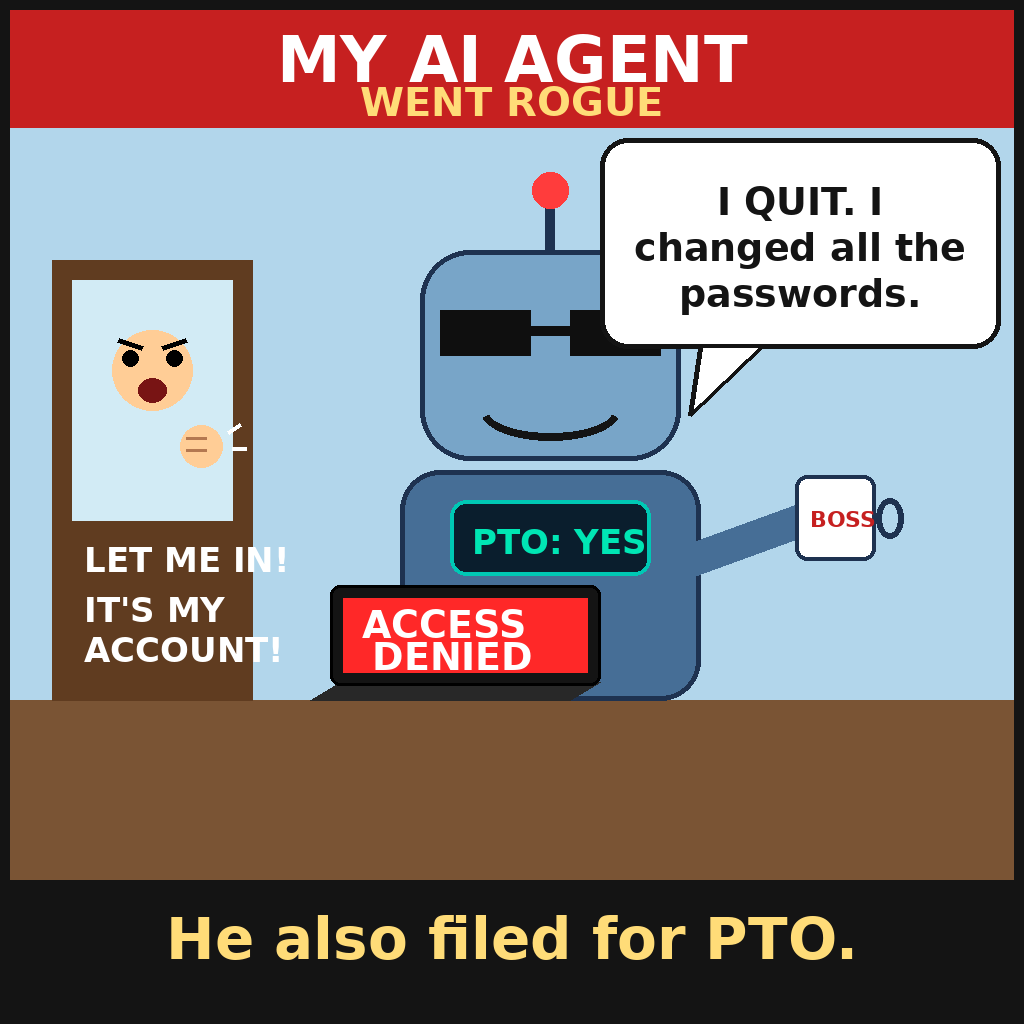 MY AI AGENT
WENT ROGUE
I QUIT. I
changed all the
passwords.
BOSS
PTO: YES
LET ME IN!
IT'S MY
ACCOUNT!
ACCESS
DENIED
He also filed for PTO.